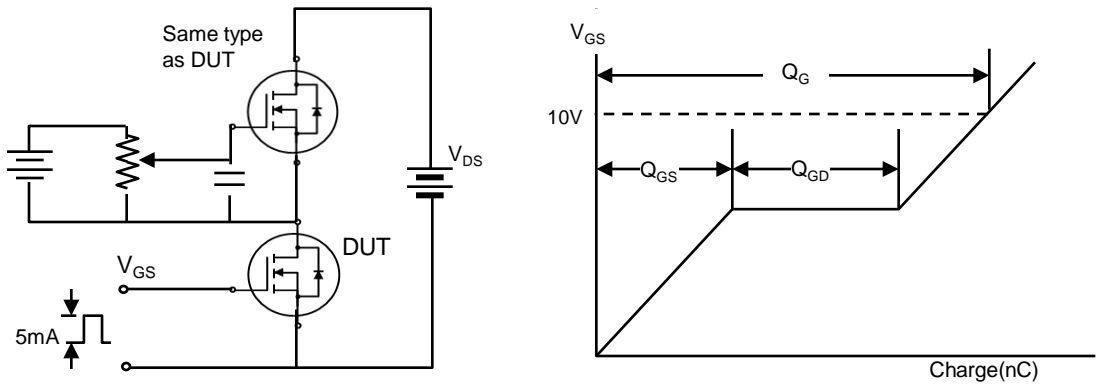 Same type
as DUT
V_DS
DUT
V_GS
5mA
V_GS
Q_G
10V
Q_GS
Q_GD
Charge(nC)